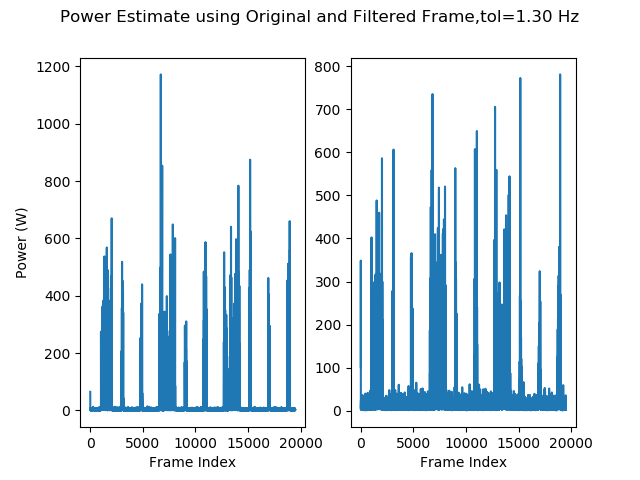 Power Estimate using Original and Filtered Frame,tol=1.30 Hz
1200
1000
800
600
400
200
0
Power (W)
0 5000 10000 15000 20000
Frame Index
800
700
600
500
400
300
200
100
0
0 5000 10000 15000 20000
Frame Index